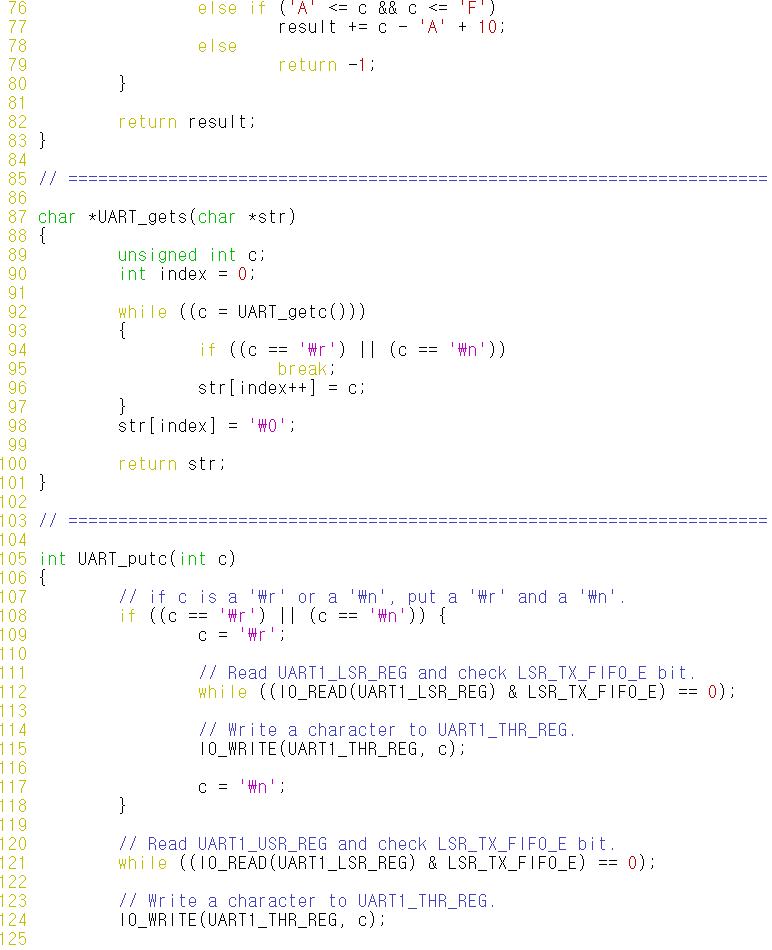 76                 else if ('A' <= c && c <= 'F')
77                         result += c - 'A' + 10;
78                 else
79                         return -1;
80         }
81
82         return result;
83 }
84
85 // ======================================================================
86
87 char *UART_gets(char *str)
88 {
89         unsigned int c;
90         int index = 0;
91
92         while ((c = UART_getc()))
93         {
94                 if ((c == '₩r') || (c == '₩n'))
95                         break;
96                 str[index++] = c;
97         }
98         str[index] = '₩0';
99
100         return str;
101 }
102
103 // ======================================================================
104
105 int UART_putc(int c)
106 {
107         // if c is a '₩r' or a '₩n', put a '₩r' and a '₩n'.
108         if ((c == '₩r') || (c == '₩n')) {
109                 c = '₩r';
110
111                 // Read UART1_LSR_REG and check LSR_TX_FIFO_E bit.
112                 while ((IO_READ(UART1_LSR_REG) & LSR_TX_FIFO_E) == 0);
113
114                 // Write a character to UART1_THR_REG.
115                 IO_WRITE(UART1_THR_REG, c);
116
117                 c = '₩n';
118         }
119
120         // Read UART1_USR_REG and check LSR_TX_FIFO_E bit.
121         while ((IO_READ(UART1_LSR_REG) & LSR_TX_FIFO_E) == 0);
122
123         // Write a character to UART1_THR_REG.
124         IO_WRITE(UART1_THR_REG, c);
125